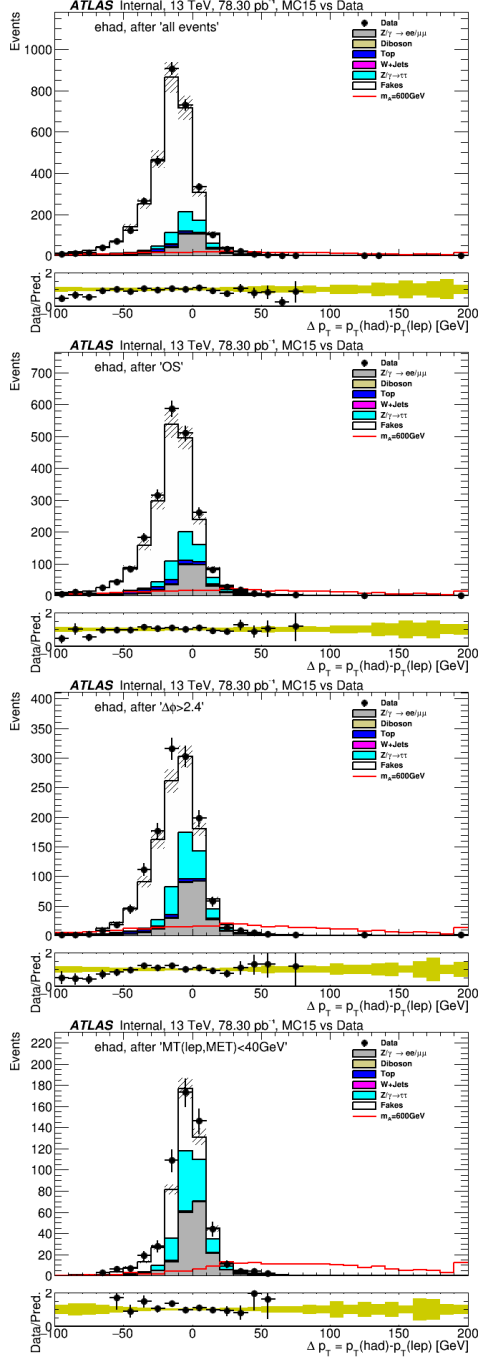 ATLAS Internal, 13 TeV, 78.30 pb⁻¹, MC15 vs Data
Events
ehad, after 'all events'
Data
Z/γ → ee/μμ
Diboson
Top
W+Jets
Z/γ→ττ
Fakes
m_A=600GeV
1000
800
600
400
200
0
Data/Pred.
2
1
0
−100 −50 0 50 100 150 200
Δ p_T = p_T(had)-p_T(lep) [GeV]
ATLAS Internal, 13 TeV, 78.30 pb⁻¹, MC15 vs Data
Events
ehad, after 'OS'
Data
Z/γ → ee/μμ
Diboson
Top
W+Jets
Z/γ→ττ
Fakes
m_A=600GeV
700
600
500
400
300
200
100
0
Data/Pred.
2
1
0
−100 −50 0 50 100 150 200
Δ p_T = p_T(had)-p_T(lep) [GeV]
ATLAS Internal, 13 TeV, 78.30 pb⁻¹, MC15 vs Data
Events
ehad, after 'Δϕ>2.4'
Data
Z/γ → ee/μμ
Diboson
Top
W+Jets
Z/γ→ττ
Fakes
m_A=600GeV
400
350
300
250
200
150
100
50
0
Data/Pred.
2
1
0
−100 −50 0 50 100 150 200
Δ p_T = p_T(had)-p_T(lep) [GeV]
ATLAS Internal, 13 TeV, 78.30 pb⁻¹, MC15 vs Data
Events
ehad, after 'MT(lep,MET)<40GeV'
Data
Z/γ → ee/μμ
Diboson
Top
W+Jets
Z/γ→ττ
Fakes
m_A=600GeV
220
200
180
160
140
120
100
80
60
40
20
0
Data/Pred.
2
1
0
−100 −50 0 50 100 150 200
Δ p_T = p_T(had)-p_T(lep) [GeV]